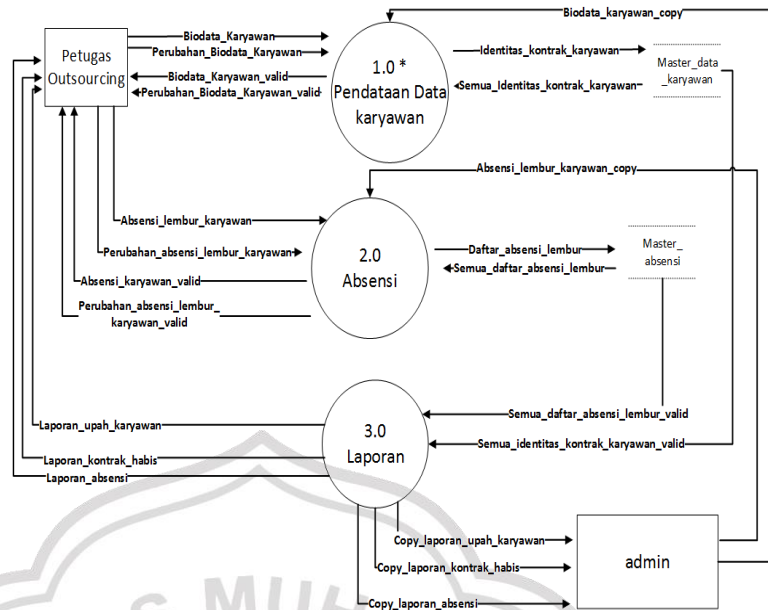 Biodata_karyawan_copy
Petugas
Outsourcing
Biodata_Karyawan
Perubahan_Biodata_Karyawan
Biodata_Karyawan_valid
Perubahan_Biodata_Karyawan_valid
1.0 *
Pendataan Data
karyawan
Identitas_kontrak_karyawan
Semua_Identitas_kontrak_karyawan
Master_data
_karyawan
Absensi_lembur_karyawan_copy
Absensi_lembur_karyawan
Perubahan_absensi_lembur_karyawan
Absensi_karyawan_valid
Perubahan_absensi_lembur_
karyawan_valid
2.0
Absensi
Daftar_absensi_lembur
Semua_daftar_absensi_lembur
Master_
absensi
Semua_daftar_absensi_lembur_valid
Semua_identitas_kontrak_karyawan_valid
3.0
Laporan
Laporan_upah_karyawan
Laporan_kontrak_habis
Laporan_absensi
Copy_laporan_upah_karyawan
Copy_laporan_kontrak_habis
Copy_laporan_absensi
admin